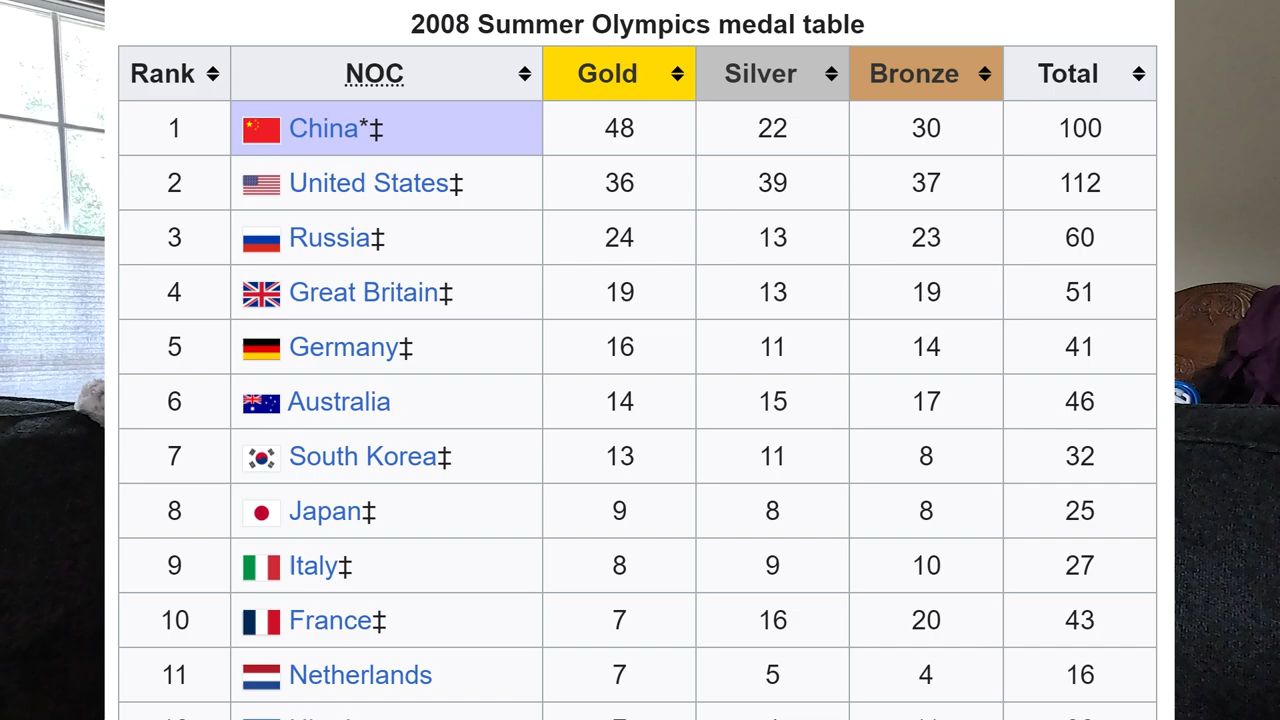 2008 Summer Olympics medal table
Rank NOC Gold Silver Bronze Total
1 China*‡ 48 22 30 100
2 United States‡ 36 39 37 112
3 Russia‡ 24 13 23 60
4 Great Britain‡ 19 13 19 51
5 Germany‡ 16 11 14 41
6 Australia 14 15 17 46
7 South Korea‡ 13 11 8 32
8 Japan‡ 9 8 8 25
9 Italy‡ 8 9 10 27
10 France‡ 7 16 20 43
11 Netherlands 7 5 4 16